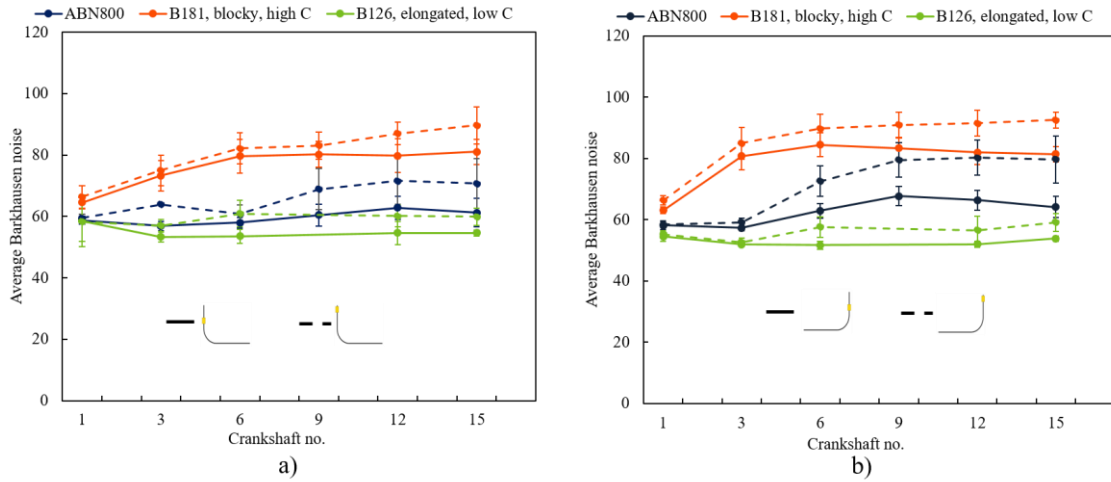 ABN800 B181, blocky, high C B126, elongated, low C
120
100
80
60
40
20
0
Average Barkhausen noise
1 3 6 9 12 15
Crankshaft no.
a)
ABN800 B181, blocky, high C B126, elongated, low C
120
100
80
60
40
20
0
Average Barkhausen noise
1 3 6 9 12 15
Crankshaft no.
b)